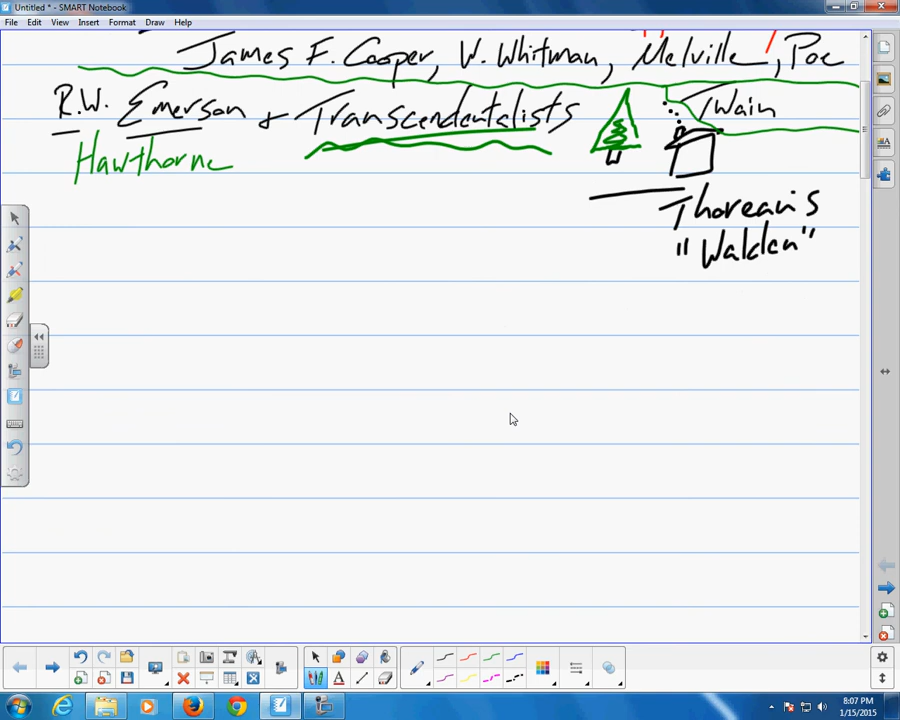 Untitled * - SMART Notebook
File Edit View Insert Format Draw Help
James F. Cooper, W. Whitman, Melville, Poe
R.W. Emerson & Transcendentalists
Twain
Hawthorne
Thoreau's
"Walden"
8:07 PM
1/15/2015